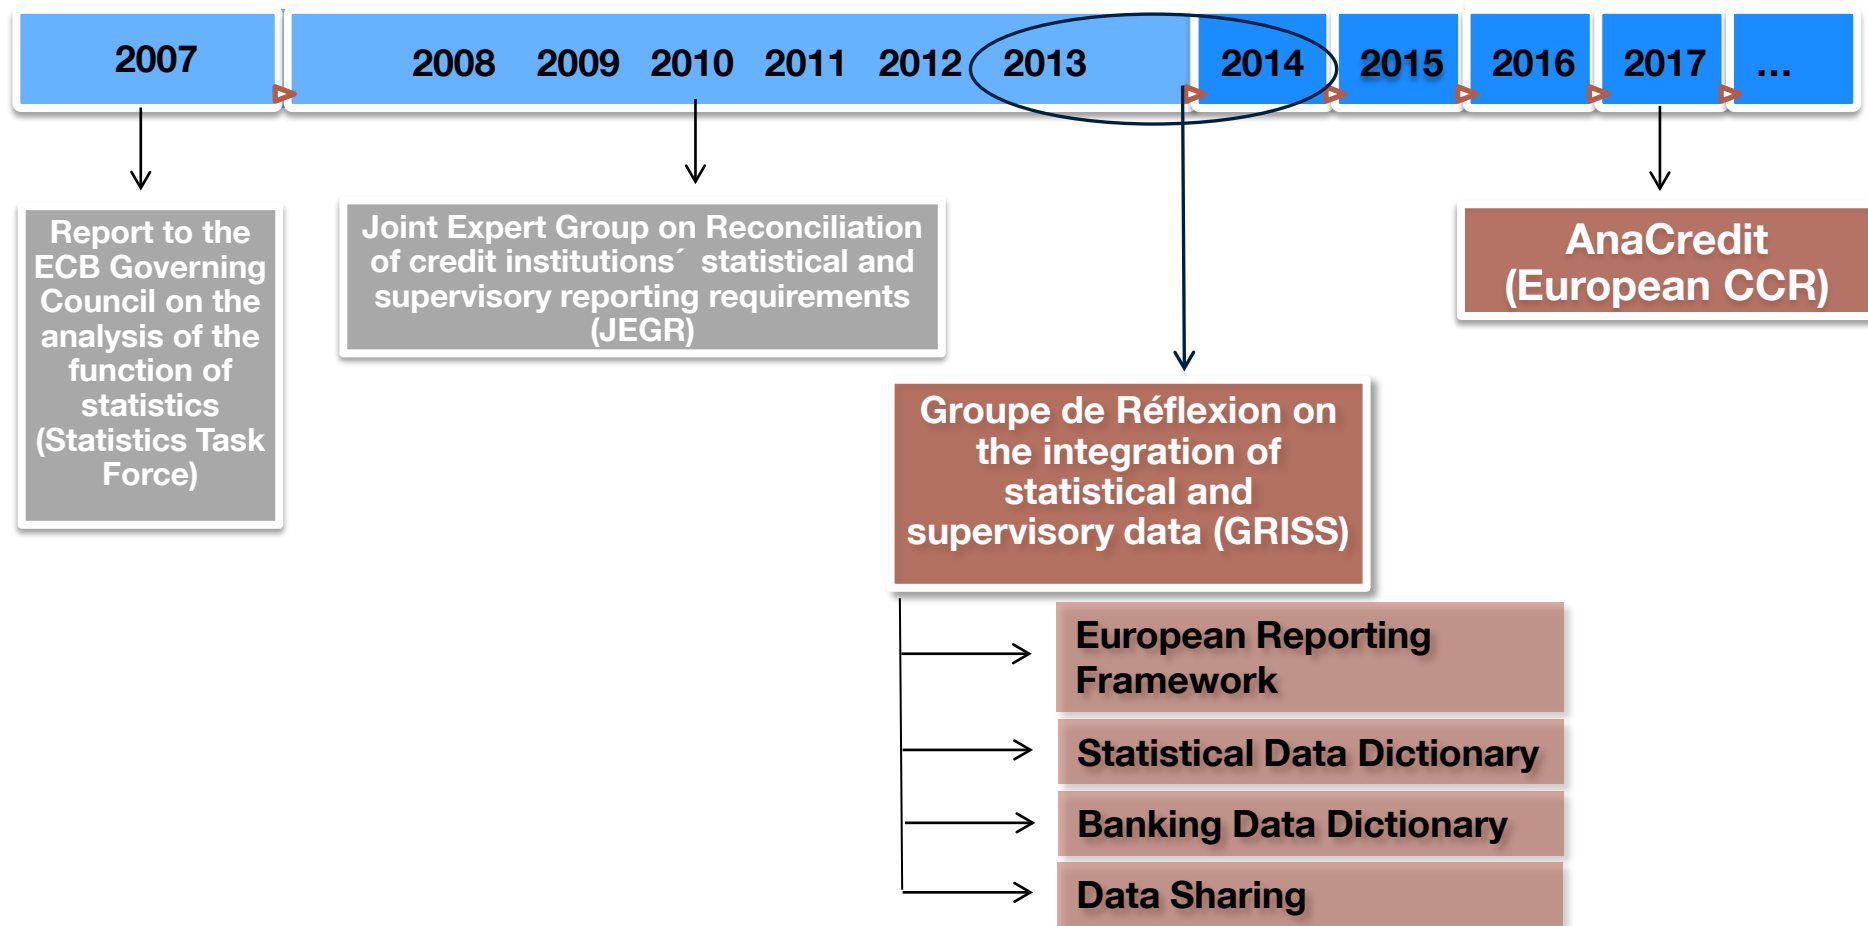 2007 2008 2009 2010 2011 2012 2013 2014 2015 2016 2017 ...
Report to the
ECB Governing
Council on the
analysis of the
function of
statistics
(Statistics Task
Force)
Joint Expert Group on Reconciliation
of credit institutions´ statistical and
supervisory reporting requirements
(JEGR)
AnaCredit
(European CCR)
Groupe de Réflexion on
the integration of
statistical and
supervisory data (GRISS)
European Reporting
Framework
Statistical Data Dictionary
Banking Data Dictionary
Data Sharing